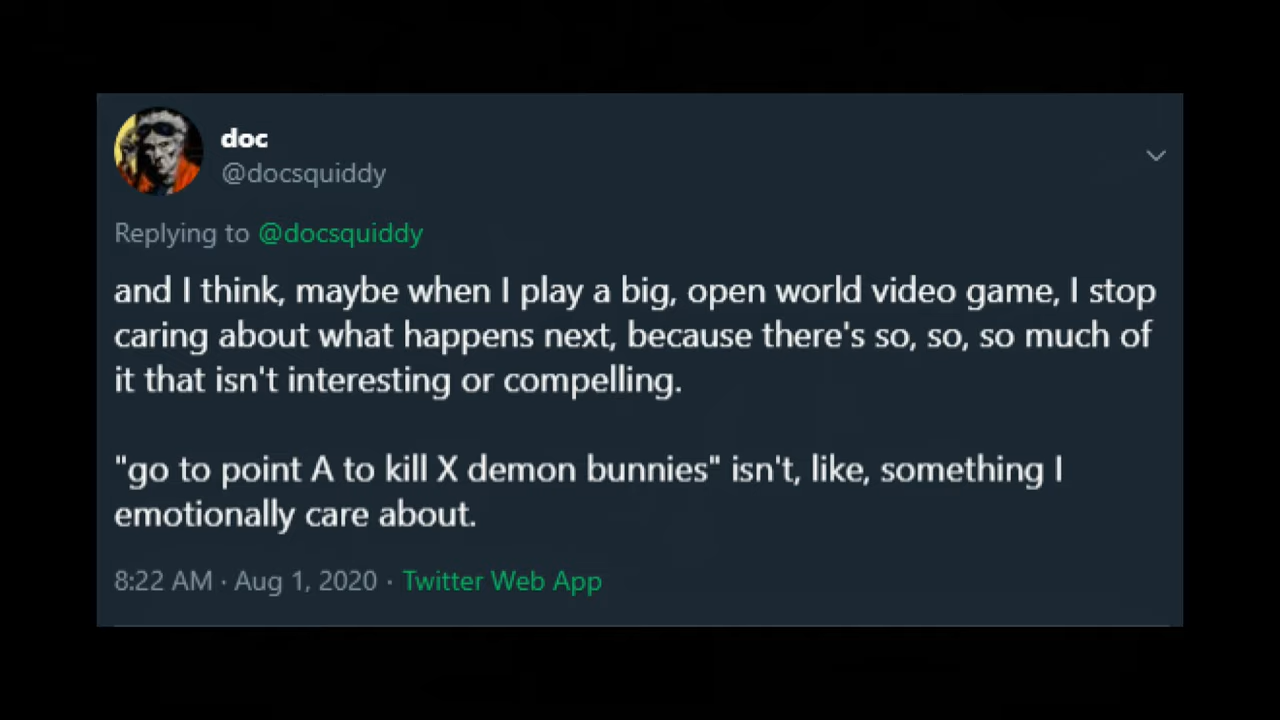 doc
@docsquiddy
Replying to @docsquiddy
and I think, maybe when I play a big, open world video game, I stop
caring about what happens next, because there's so, so, so much of
it that isn't interesting or compelling.
"go to point A to kill X demon bunnies" isn't, like, something I
emotionally care about.
8:22 AM · Aug 1, 2020 · Twitter Web App